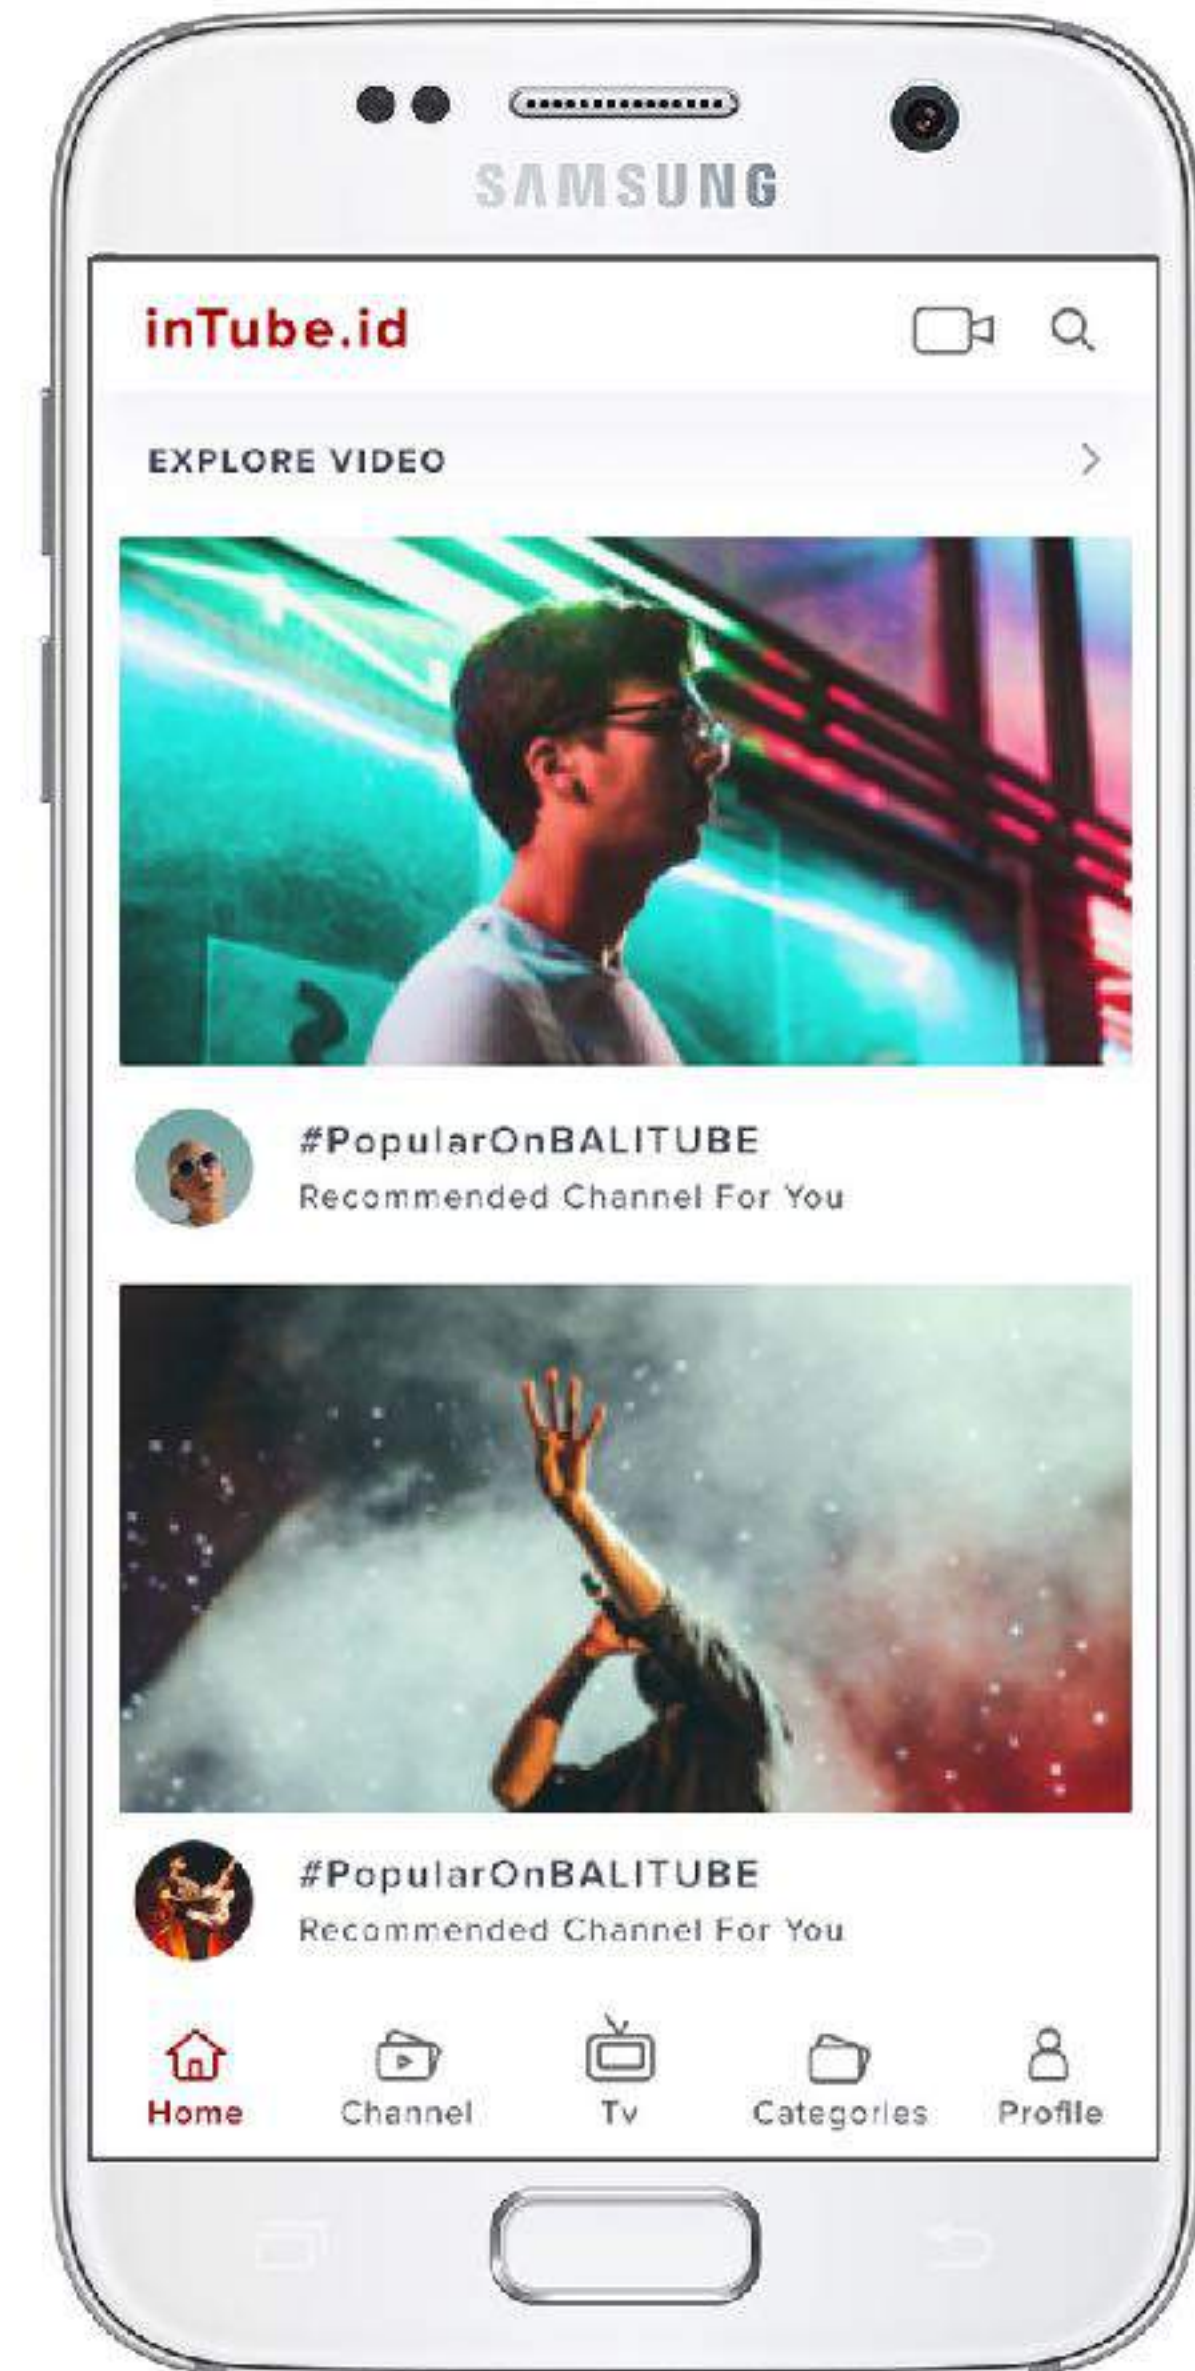 SAMSUNG
inTube.id
EXPLORE VIDEO
#PopularOnBALITUBE
Recommended Channel For You
#PopularOnBALITUBE
Recommended Channel For You
Home
Channel
Tv
Categories
Profile